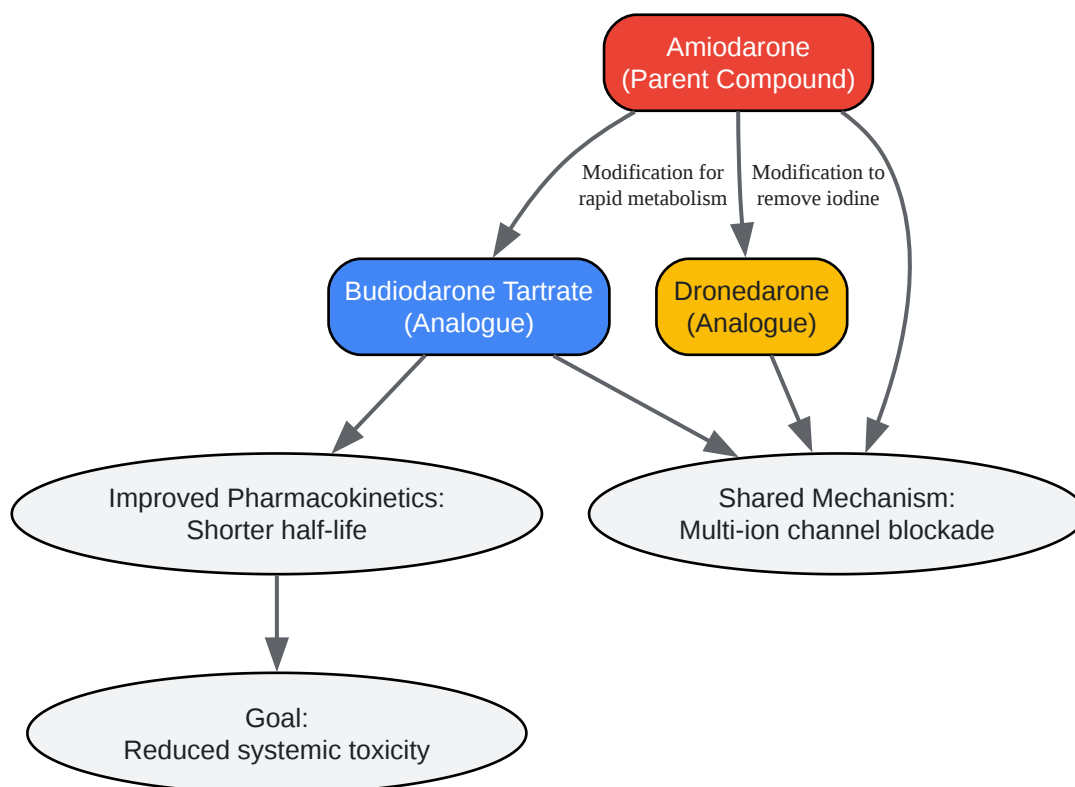 Amiodarone
(Parent Compound)
Modification for
rapid metabolism
Modification to
remove iodine
Budiodarone Tartrate
(Analogue)
Dronedarone
(Analogue)
Improved Pharmacokinetics:
Shorter half-life
Shared Mechanism:
Multi-ion channel blockade
Goal:
Reduced systemic toxicity